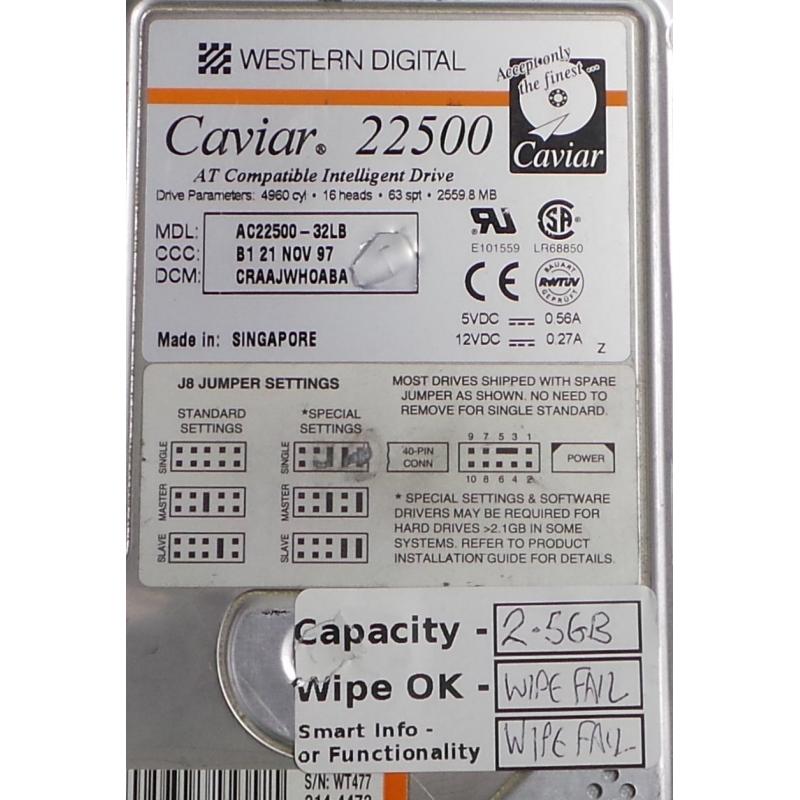 WESTERN DIGITAL
Accept only
the finest...
Caviar® 22500
Caviar
AT Compatible Intelligent Drive
Drive Parameters: 4960 cyl • 16 heads • 63 spt • 2559.8 MB
MDL: AC22500-32LB
CCC: B1 21 NOV 97
DCM: CRAAJWHOABA
E101559 LR68850
CE
BAUART
RWTÜV
GEPRÜFT
5VDC 0.56A
12VDC 0.27A
Made in: SINGAPORE
Z
J8 JUMPER SETTINGS
STANDARD
SETTINGS
*SPECIAL
SETTINGS
SINGLE
MASTER
SLAVE
SINGLE
MASTER
SLAVE
MOST DRIVES SHIPPED WITH SPARE
JUMPER AS SHOWN. NO NEED TO
REMOVE FOR SINGLE STANDARD.
9 7 5 3 1
40-PIN
CONN
POWER
10 8 6 4 2
* SPECIAL SETTINGS & SOFTWARE
DRIVERS MAY BE REQUIRED FOR
HARD DRIVES >2.1GB IN SOME
SYSTEMS. REFER TO PRODUCT
INSTALLATION GUIDE FOR DETAILS.
Capacity - 2.5GB
Wipe OK - WIPE FAIL
Smart Info -
or Functionality WIPE FAIL
S/N: WT477